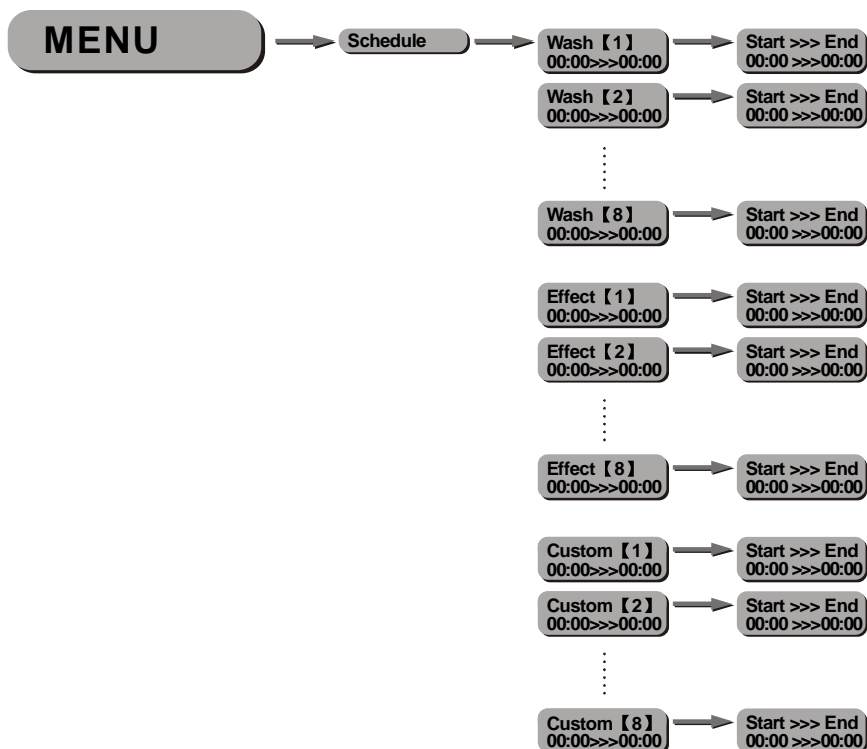 MENU
Schedule
Wash【1】
00:00>>>00:00
Start >>> End
00:00 >>>00:00
Wash【2】
00:00>>>00:00
Start >>> End
00:00 >>>00:00
Wash【8】
00:00>>>00:00
Start >>> End
00:00 >>>00:00
Effect【1】
00:00>>>00:00
Start >>> End
00:00 >>>00:00
Effect【2】
00:00>>>00:00
Start >>> End
00:00 >>>00:00
Effect【8】
00:00>>>00:00
Start >>> End
00:00 >>>00:00
Custom【1】
00:00>>>00:00
Start >>> End
00:00 >>>00:00
Custom【2】
00:00>>>00:00
Start >>> End
00:00 >>>00:00
Custom【8】
00:00>>>00:00
Start >>> End
00:00 >>>00:00